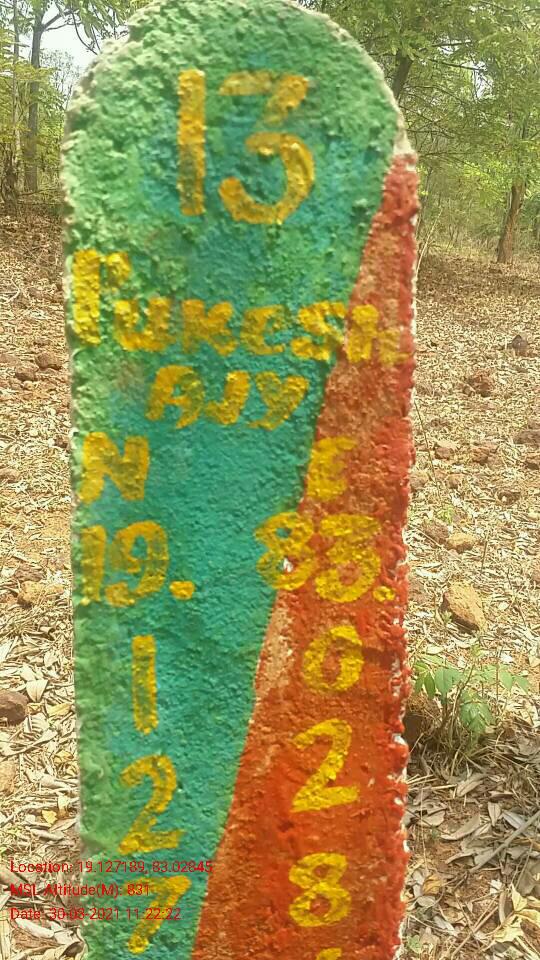 13
PUKESH
AJY
N E
19. 83.
1 0
2 2
7 8
Location: 19.127189, 83.02845
MSL Altitude(M): 831
Date: 30-03-2021 11:22:22